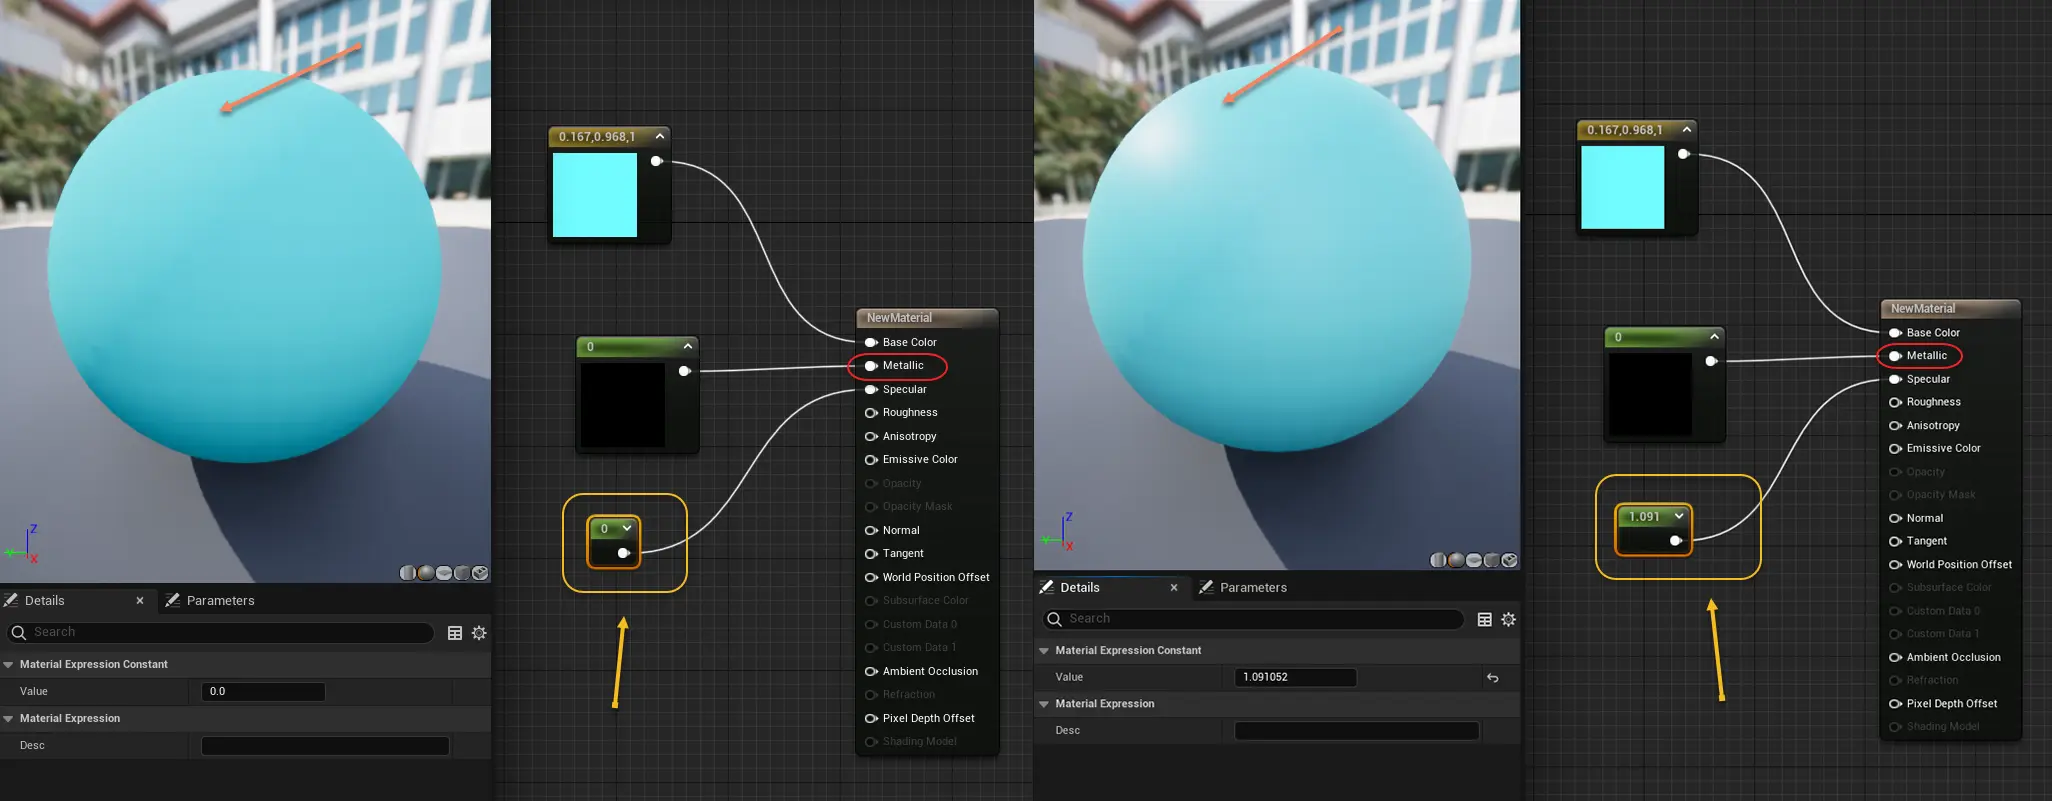 0.167,0.968,1
0
0
NewMaterial
Base Color
Metallic
Specular
Roughness
Anisotropy
Emissive Color
Opacity
Opacity Mask
Normal
Tangent
World Position Offset
Subsurface Color
Custom Data 0
Custom Data 1
Ambient Occlusion
Refraction
Pixel Depth Offset
Shading Model
Z
Y
X
Details
Parameters
Search
Material Expression Constant
Value 0.0
Material Expression
Desc
0.167,0.968,1
0
1.091
NewMaterial
Base Color
Metallic
Specular
Roughness
Anisotropy
Emissive Color
Opacity
Opacity Mask
Normal
Tangent
World Position Offset
Subsurface Color
Custom Data 0
Custom Data 1
Ambient Occlusion
Refraction
Pixel Depth Offset
Shading Model
Z
Y
X
Details
Parameters
Search
Material Expression Constant
Value 1.091052
Material Expression
Desc